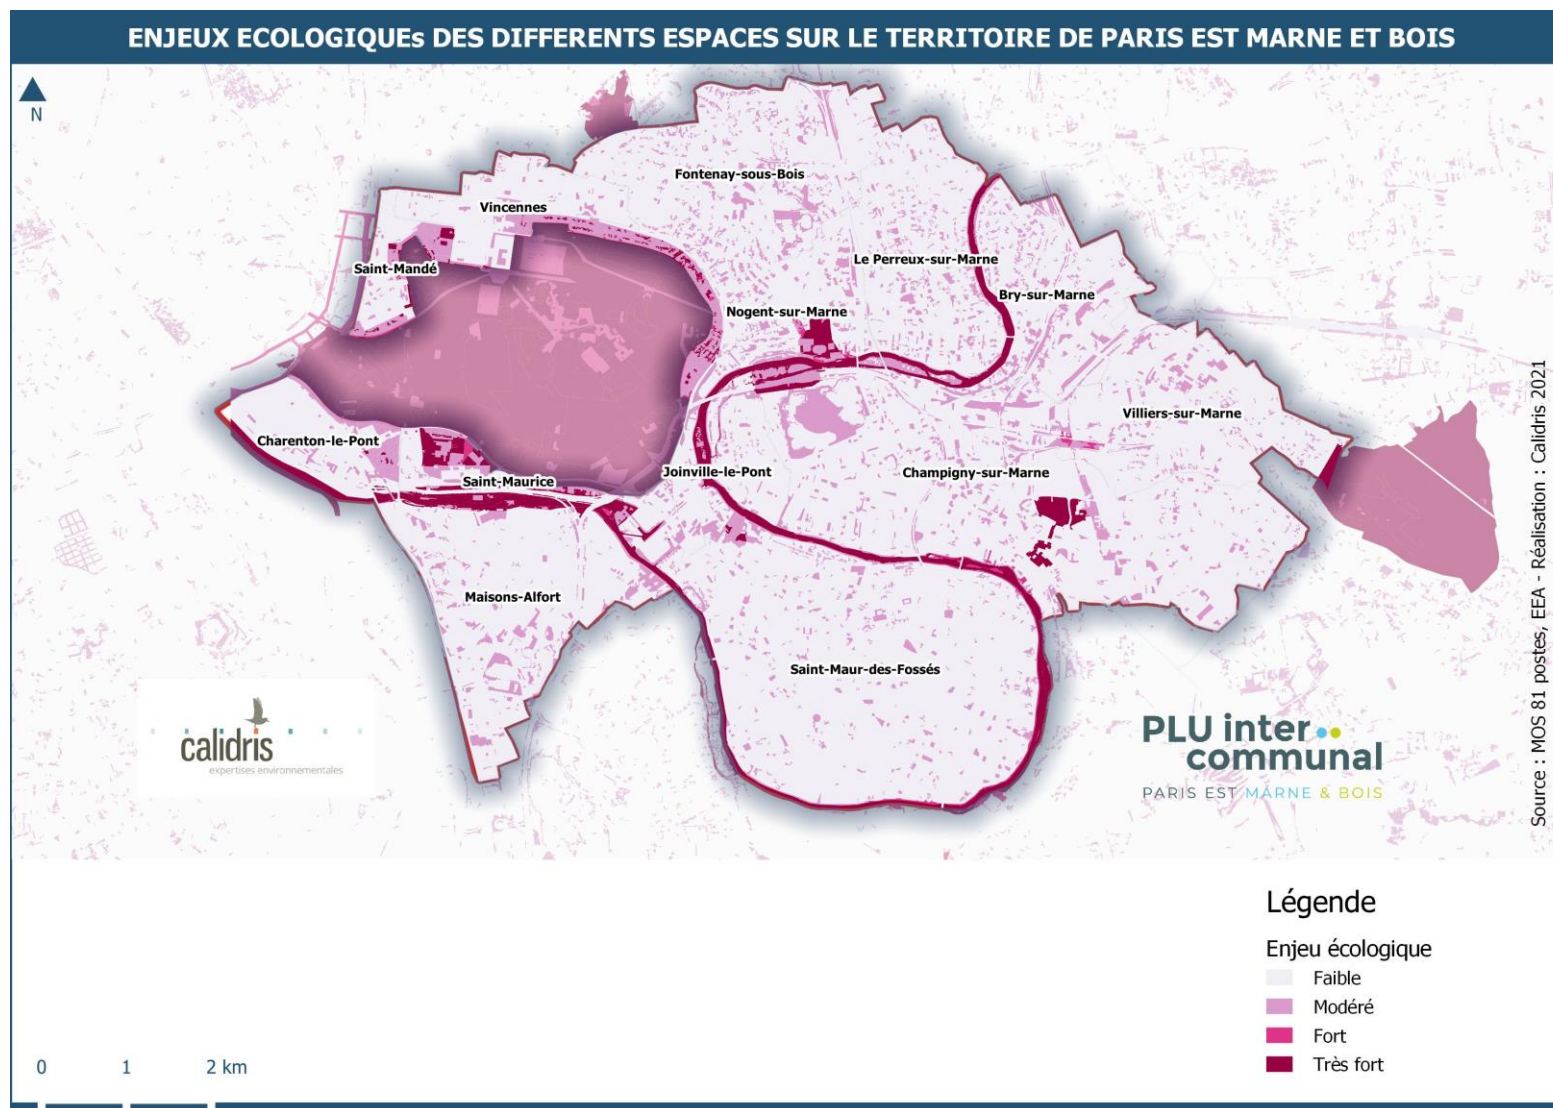 ENJEUX ECOLOGIQUEs DES DIFFERENTS ESPACES SUR LE TERRITOIRE DE PARIS EST MARNE ET BOIS
N
Fontenay-sous-Bois
Vincennes
Saint-Mandé
Le Perreux-sur-Marne
Bry-sur-Marne
Nogent-sur-Marne
Villiers-sur-Marne
Charenton-le-Pont
Saint-Maurice
Joinville-le-Pont
Champigny-sur-Marne
Maisons-Alfort
Saint-Maur-des-Fossés
calidris
expertises environnementales
PLU inter
communal
PARIS EST MARNE & BOIS
Source : MOS 81 postes, EEA - Réalisation : Calidris 2021
Légende
Enjeu écologique
Faible
Modéré
Fort
Très fort
0 1 2 km